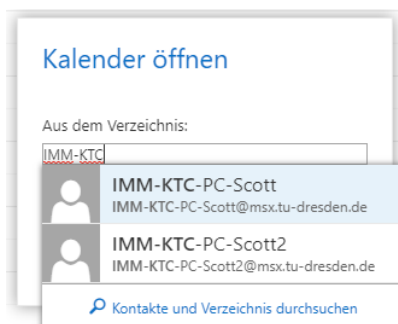 Kalender öffnen
Aus dem Verzeichnis:
IMM-KTC
IMM-KTC-PC-Scott
IMM-KTC-PC-Scott@msx.tu-dresden.de
IMM-KTC-PC-Scott2
IMM-KTC-PC-Scott2@msx.tu-dresden.de
Kontakte und Verzeichnis durchsuchen